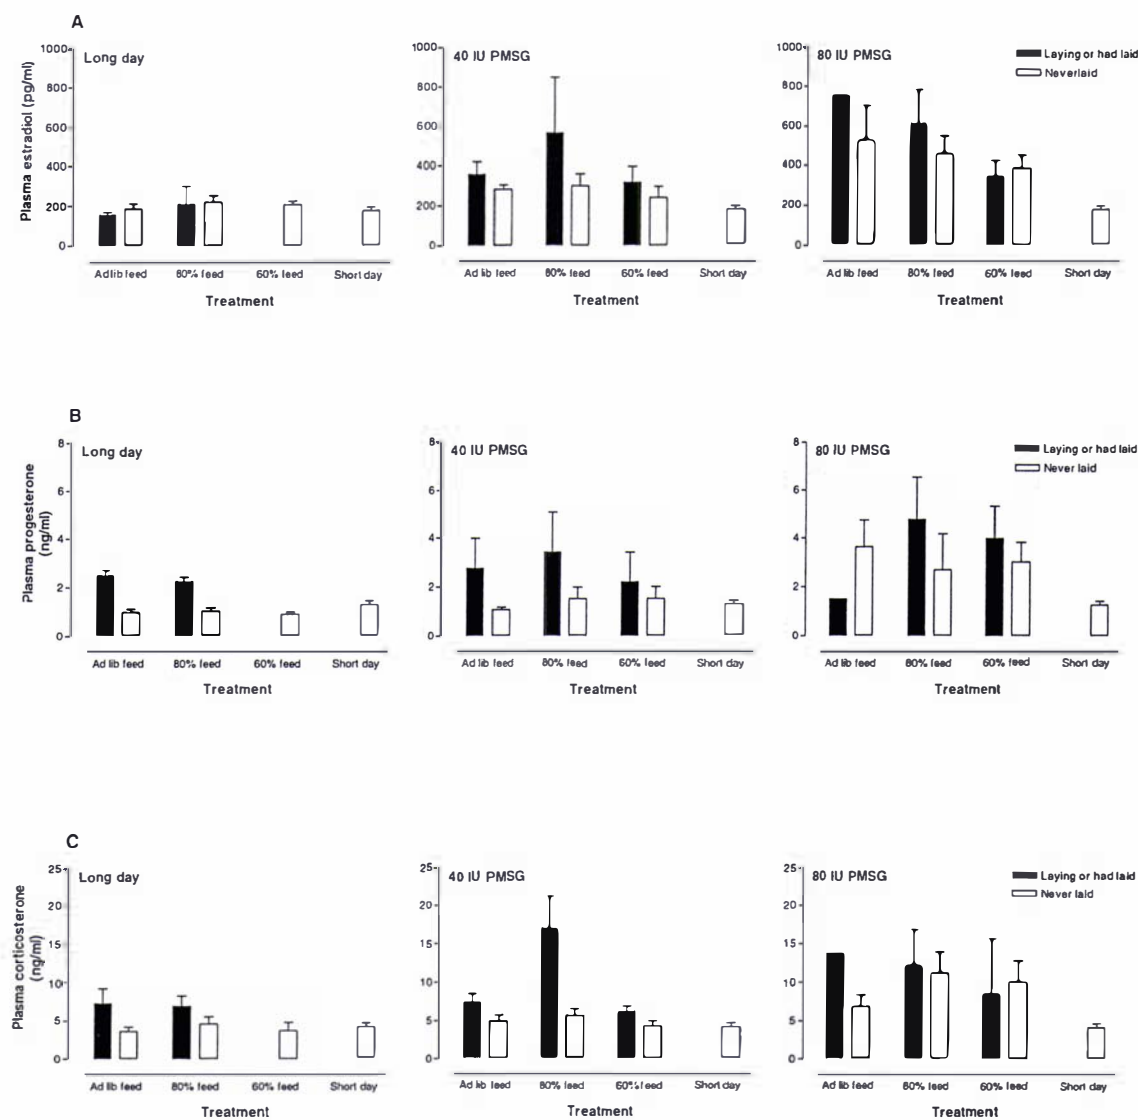 A
Long day
40 IU PMSG
80 IU PMSG
Laying or had laid
Neverlaid
Plasma estradiol (pg/ml)
1000
800
600
400
200
0
1000
800
600
400
200
0
1000
800
600
400
200
0
Ad lib feed 80% feed 60% feed Short day
Ad lib feed 80% feed 60% feed Short day
Ad lib feed 80% feed 60% feed Short day
Treatment
Treatment
Treatment
B
Long day
40 IU PMSG
80 IU PMSG
Laying or had laid
Never laid
Plasma progesterone
(ng/ml)
8
6
4
2
0
8
6
4
2
0
8
6
4
2
0
Ad lib feed 80% feed 60% feed Short day
Ad lib feed 80% feed 60% feed Short day
Ad lib feed 80% feed 60% feed Short day
Treatment
Treatment
Treatment
C
Long day
40 IU PMSG
80 IU PMSG
Laying or had laid
Never laid
Plasma corticosterone
(ng/ml)
25
20
15
10
5
0
25
20
15
10
5
0
25
20
15
10
5
0
Ad lib feed 80% feed 60% feed Short day
Ad lib feed 80% feed 60% feed Short day
Ad lib feed 80% feed 60% feed Short day
Treatment
Treatment
Treatment